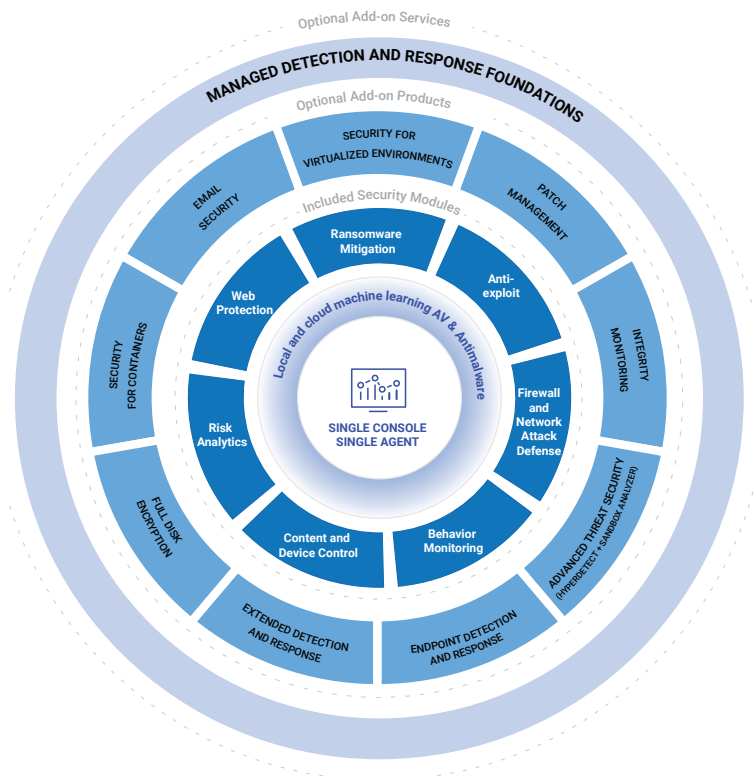 Optional Add-on Services
MANAGED DETECTION AND RESPONSE FOUNDATIONS
Optional Add-on Products
SECURITY FOR
VIRTUALIZED ENVIRONMENTS
PATCH
MANAGEMENT
INTEGRITY
MONITORING
ADVANCED THREAT SECURITY
(HYPERDETECT + SANDBOX ANALYZER)
ENDPOINT DETECTION
AND RESPONSE
EXTENDED DETECTION
AND RESPONSE
FULL DISK
ENCRYPTION
SECURITY
FOR CONTAINERS
EMAIL
SECURITY
Included Security Modules
Ransomware
Mitigation
Anti-
exploit
Firewall
and
Network
Attack
Defense
Behavior
Monitoring
Content and
Device Control
Risk
Analytics
Web
Protection
Local and cloud machine learning AV & Antimalware
SINGLE CONSOLE
SINGLE AGENT